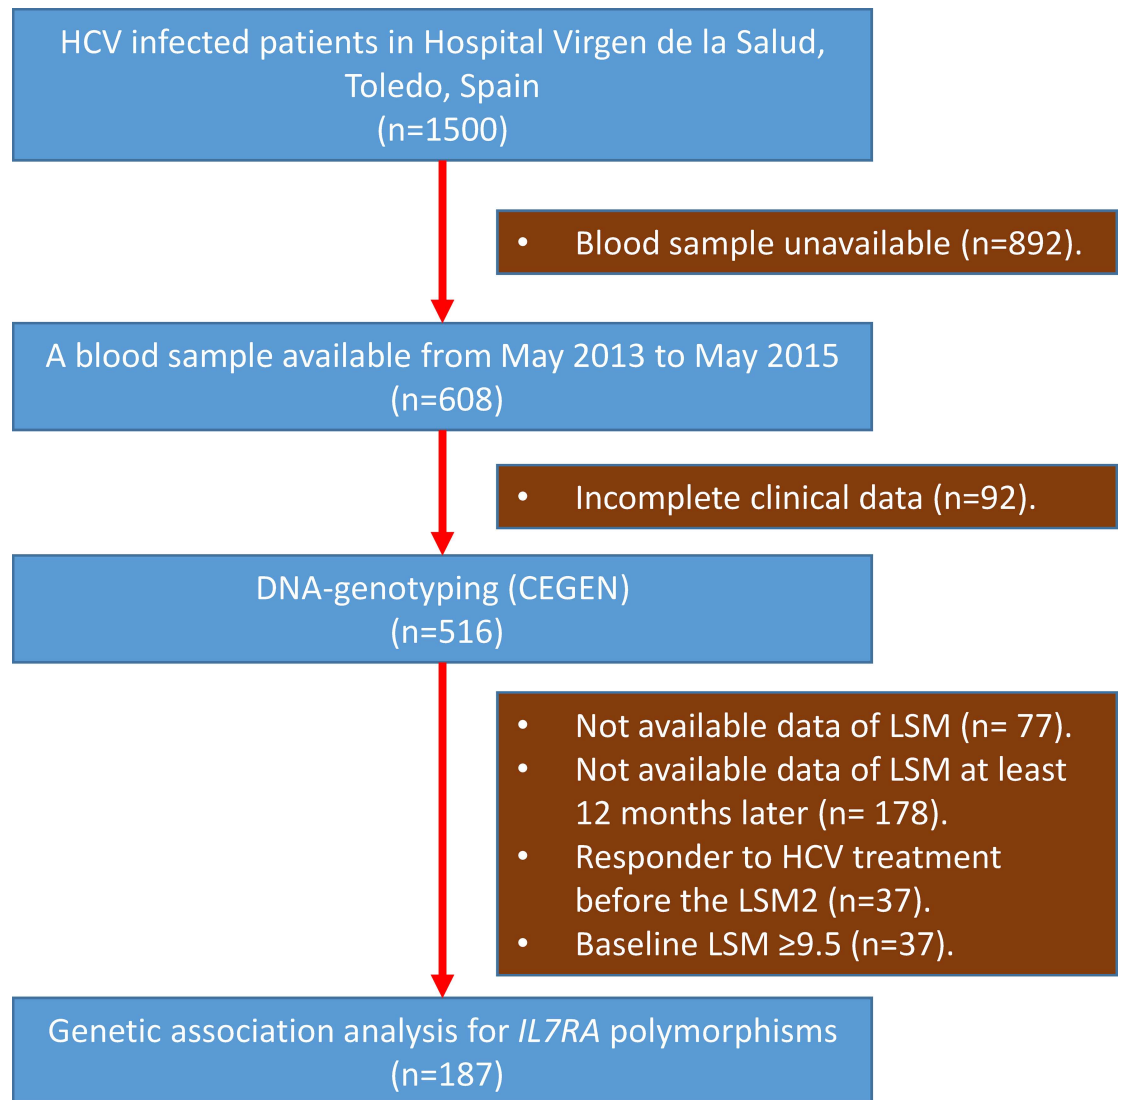 HCV infected patients in Hospital Virgen de la Salud,
Toledo, Spain
(n=1500)
• Blood sample unavailable (n=892).
A blood sample available from May 2013 to May 2015
(n=608)
• Incomplete clinical data (n=92).
DNA-genotyping (CEGEN)
(n=516)
• Not available data of LSM (n= 77).
• Not available data of LSM at least
12 months later (n= 178).
• Responder to HCV treatment
before the LSM2 (n=37).
• Baseline LSM ≥9.5 (n=37).
Genetic association analysis for IL7RA polymorphisms
(n=187)